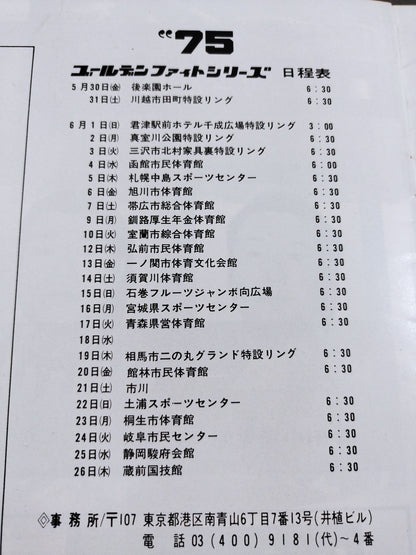 “75
ゴールデンファイトシリーズ 日程表
5月30日㈮ 後楽園ホール 6:30
31日㈯ 川越市田町特設リング 6:30
6月1日㈰ 君津駅前ホテル千成広場特設リング 3:00
2日㈪ 真室川公園特設リング 6:30
3日㈫ 三沢市北村家具裏特設リング 6:30
4日㈬ 函館市民体育館 6:00
5日㈭ 札幌中島スポーツセンター 6:30
6日㈮ 旭川市体育館 6:30
7日㈯ 帯広市総合体育館 6:30
9日㈪ 釧路厚生年金体育館 6:30
10日㈫ 室蘭市綜合体育館 6:30
12日㈭ 弘前市民体育館 6:30
13日㈮ 一ノ関市体育文化会館 6:30
14日㈯ 須賀川体育館 6:30
15日㈰ 石巻フルーツジャンボ向広場 6:30
16日㈪ 宮城県スポーツセンター 6:30
17日㈫ 青森県営体育館 6:30
18日㈬
19日㈭ 相馬市二の丸グランド特設リング 6:30
20日㈮ 館林市民体育館 6:30
21日㈯ 市川 6:30
22日㈰ 土浦スポーツセンター 6:30
23日㈪ 桐生市体育館 6:30
24日㈫ 岐阜市民センター 6:30
25日㈬ 静岡駿府会館 6:30
26日㈭ 蔵前国技館 6:30
◇事務所/〒107 東京都港区南青山6丁目7番13号(井植ビル)
電話 03(400)9181(代)~4番